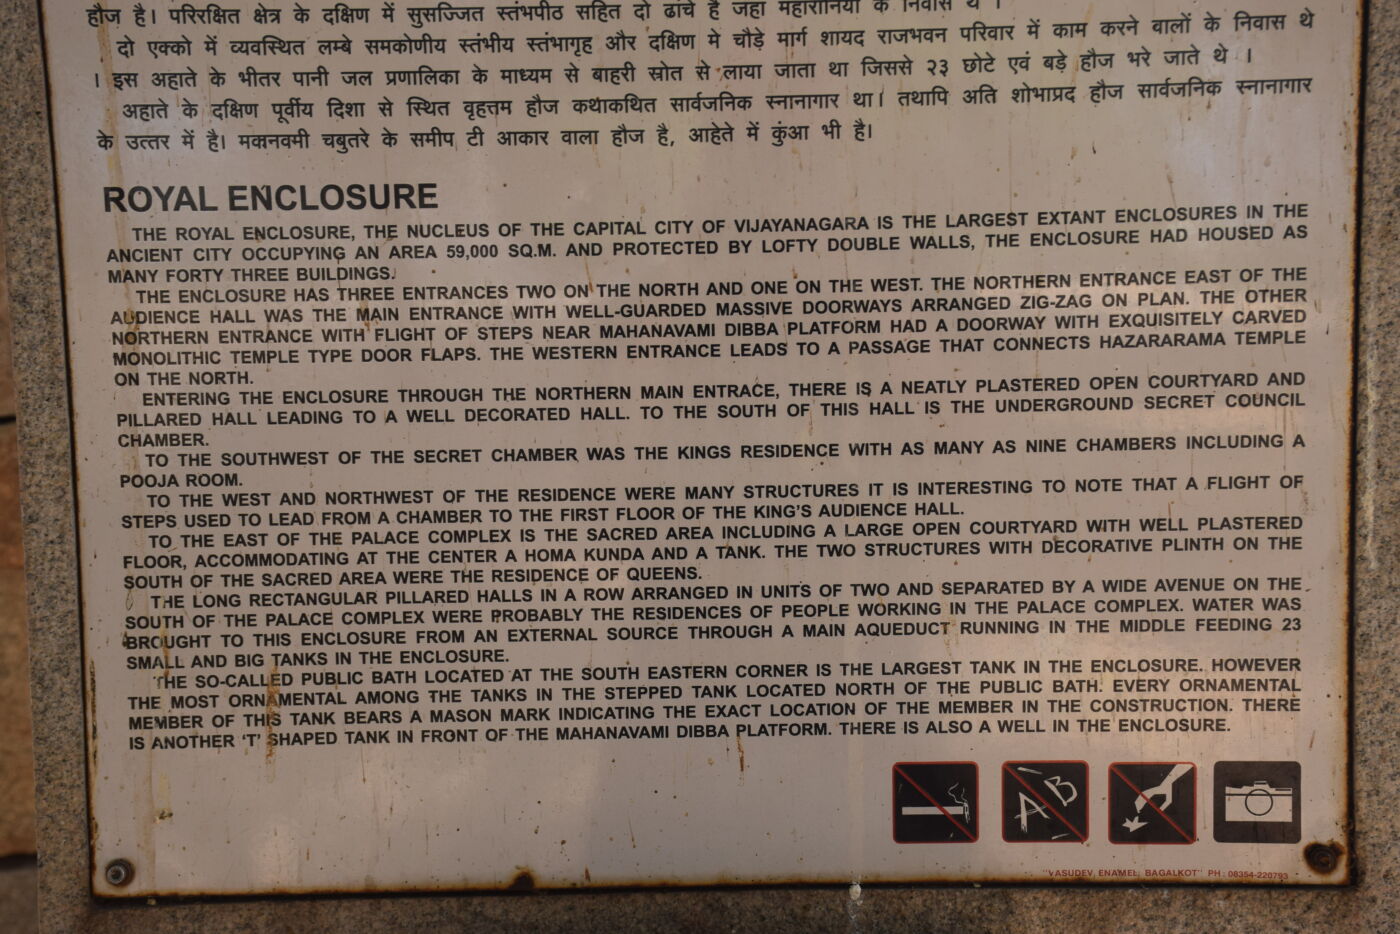 हौज है। परिरक्षित क्षेत्र के दक्षिण में सुसज्जित स्तंभपीठ सहित दो ढांचे है जहां महारानियों के निवास थे ।
दो एक्को में व्यवस्थित लम्बे समकोणीय स्तंभीय स्तंभागृह और दक्षिण मे चौड़े मार्ग शायद राजभवन परिवार में काम करने बालों के निवास थे
। इस अहाते के भीतर पानी जल प्रणालिका के माध्यम से बाहरी स्रोत से लाया जाता था जिससे २३ छोटे एवं बड़े हौज भरे जाते थे ।
अहाते के दक्षिण पूर्वीय दिशा से स्थित वृहत्तम हौज कथाकथित सार्वजनिक स्नानागार था। तथापि अति शोभाप्रद हौज सार्वजनिक स्नानागार
के उत्तर में है। मकानवमी चबुतरे के समीप टी आकार वाला हौज है, आहेते में कुंआ भी है।
ROYAL ENCLOSURE
THE ROYAL ENCLOSURE, THE NUCLEUS OF THE CAPITAL CITY OF VIJAYANAGARA IS THE LARGEST EXTANT ENCLOSURES IN THE
ANCIENT CITY OCCUPYING AN AREA 59,000 SQ.M. AND PROTECTED BY LOFTY DOUBLE WALLS, THE ENCLOSURE HAD HOUSED AS
MANY FORTY THREE BUILDINGS.
THE ENCLOSURE HAS THREE ENTRANCES TWO ON THE NORTH AND ONE ON THE WEST. THE NORTHERN ENTRANCE EAST OF THE
AUDIENCE HALL WAS THE MAIN ENTRANCE WITH WELL-GUARDED MASSIVE DOORWAYS ARRANGED ZIG-ZAG ON PLAN. THE OTHER
NORTHERN ENTRANCE WITH FLIGHT OF STEPS NEAR MAHANAVAMI DIBBA PLATFORM HAD A DOORWAY WITH EXQUISITELY CARVED
MONOLITHIC TEMPLE TYPE DOOR FLAPS. THE WESTERN ENTRANCE LEADS TO A PASSAGE THAT CONNECTS HAZARARAMA TEMPLE
ON THE NORTH.
ENTERING THE ENCLOSURE THROUGH THE NORTHERN MAIN ENTRACE, THERE IS A NEATLY PLASTERED OPEN COURTYARD AND
PILLARED HALL LEADING TO A WELL DECORATED HALL. TO THE SOUTH OF THIS HALL IS THE UNDERGROUND SECRET COUNCIL
CHAMBER.
TO THE SOUTHWEST OF THE SECRET CHAMBER WAS THE KINGS RESIDENCE WITH AS MANY AS NINE CHAMBERS INCLUDING A
POOJA ROOM.
TO THE WEST AND NORTHWEST OF THE RESIDENCE WERE MANY STRUCTURES IT IS INTERESTING TO NOTE THAT A FLIGHT OF
STEPS USED TO LEAD FROM A CHAMBER TO THE FIRST FLOOR OF THE KING'S AUDIENCE HALL.
TO THE EAST OF THE PALACE COMPLEX IS THE SACRED AREA INCLUDING A LARGE OPEN COURTYARD WITH WELL PLASTERED
FLOOR, ACCOMMODATING AT THE CENTER A HOMA KUNDA AND A TANK. THE TWO STRUCTURES WITH DECORATIVE PLINTH ON THE
SOUTH OF THE SACRED AREA WERE THE RESIDENCE OF QUEENS.
THE LONG RECTANGULAR PILLARED HALLS IN A ROW ARRANGED IN UNITS OF TWO AND SEPARATED BY A WIDE AVENUE ON THE
SOUTH OF THE PALACE COMPLEX WERE PROBABLY THE RESIDENCES OF PEOPLE WORKING IN THE PALACE COMPLEX. WATER WAS
BROUGHT TO THIS ENCLOSURE FROM AN EXTERNAL SOURCE THROUGH A MAIN AQUEDUCT RUNNING IN THE MIDDLE FEEDING 23
SMALL AND BIG TANKS IN THE ENCLOSURE.
THE SO-CALLED PUBLIC BATH LOCATED AT THE SOUTH EASTERN CORNER IS THE LARGEST TANK IN THE ENCLOSURE. HOWEVER
THE MOST ORNAMENTAL AMONG THE TANKS IN THE STEPPED TANK LOCATED NORTH OF THE PUBLIC BATH. EVERY ORNAMENTAL
MEMBER OF THIS TANK BEARS A MASON MARK INDICATING THE EXACT LOCATION OF THE MEMBER IN THE CONSTRUCTION. THERE
IS ANOTHER 'T' SHAPED TANK IN FRONT OF THE MAHANAVAMI DIBBA PLATFORM. THERE IS ALSO A WELL IN THE ENCLOSURE.
AB
"VASUDEV, ENAMEL, BAGALKOT" PH : 08354-220793